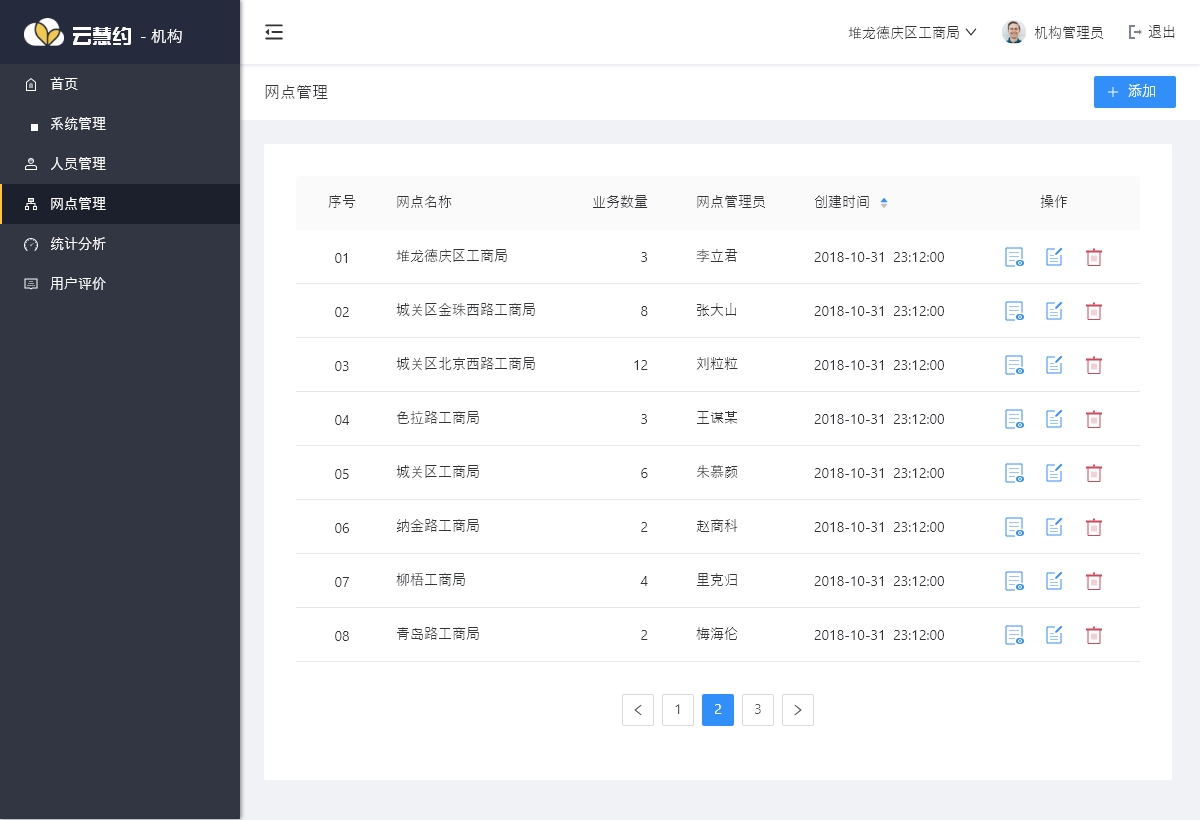 云慧约 - 机构
堆龙德庆区工商局 机构管理员 退出
首页
系统管理
人员管理
网点管理
统计分析
用户评价
网点管理
+ 添加
序号 网点名称 业务数量 网点管理员 创建时间 操作
01 堆龙德庆区工商局 3 李立君 2018-10-31 23:12:00
02 城关区金珠西路工商局 8 张大山 2018-10-31 23:12:00
03 城关区北京西路工商局 12 刘粒粒 2018-10-31 23:12:00
04 色拉路工商局 3 王谋某 2018-10-31 23:12:00
05 城关区工商局 6 朱慕颜 2018-10-31 23:12:00
06 纳金路工商局 2 赵商科 2018-10-31 23:12:00
07 柳梧工商局 4 里克归 2018-10-31 23:12:00
08 青岛路工商局 2 梅海伦 2018-10-31 23:12:00
< 1 2 3 >